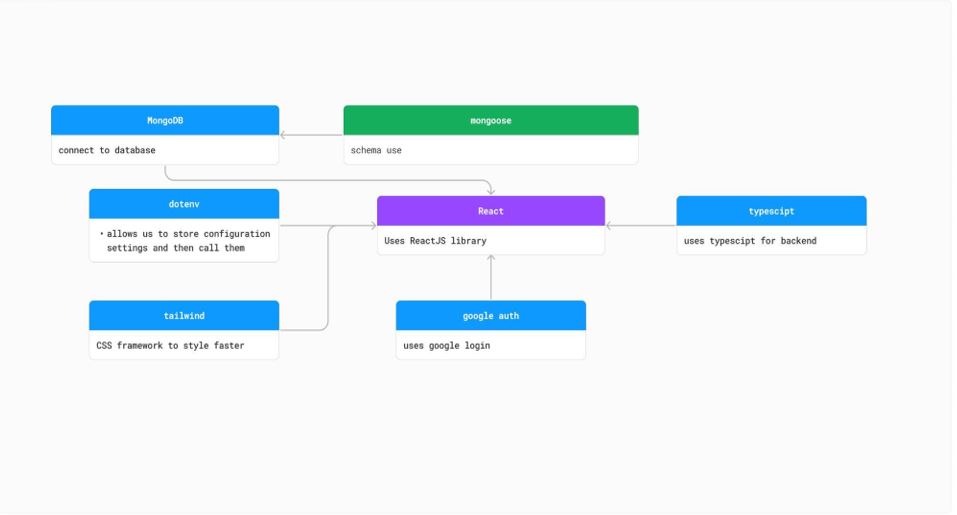 MongoDB
connect to database
mongoose
schema use
dotenv
• allows us to store configuration
settings and then call them
React
Uses ReactJS library
typescipt
uses typescipt for backend
tailwind
CSS framework to style faster
google auth
uses google login